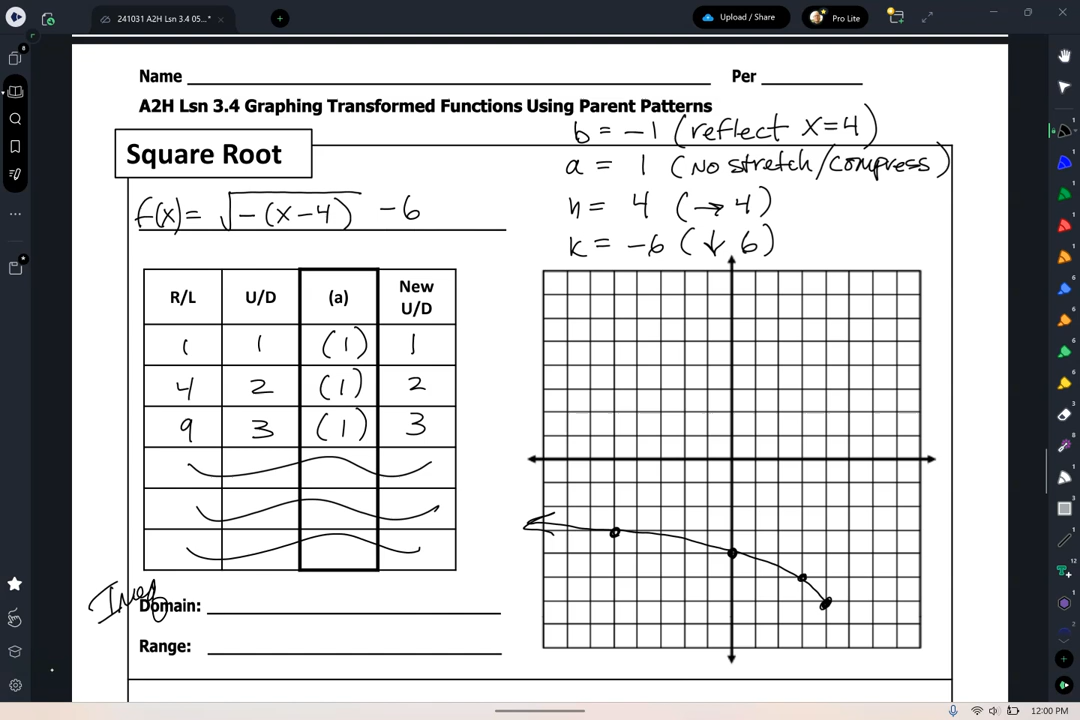 241031 A2H Lsn 3.4 05...*
Upload / Share
Pro Lite
Name
Per
A2H Lsn 3.4 Graphing Transformed Functions Using Parent Patterns
b = -1 (reflect x=4)
Square Root
a = 1 (No stretch/compress)
f(x) = √-(x-4) -6
h = 4 (→ 4)
k = -6 (↓ 6)
R/L U/D (a) New U/D
1 1 (1) 1
4 2 (1) 2
9 3 (1) 3
Domain:
Range:
12:00 PM